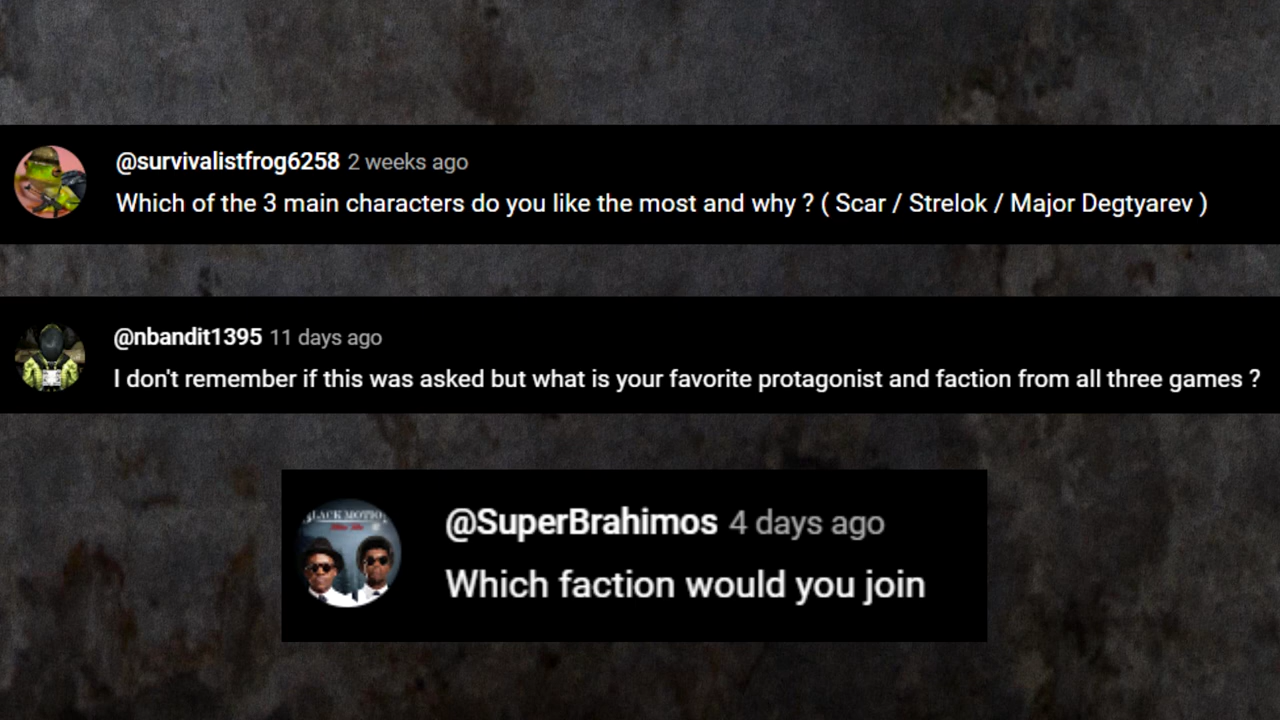 @survivalistfrog6258 2 weeks ago
Which of the 3 main characters do you like the most and why ? ( Scar / Strelok / Major Degtyarev )
@nbandit1395 11 days ago
I don't remember if this was asked but what is your favorite protagonist and faction from all three games ?
BLACK MOTION
@SuperBrahimos 4 days ago
Which faction would you join